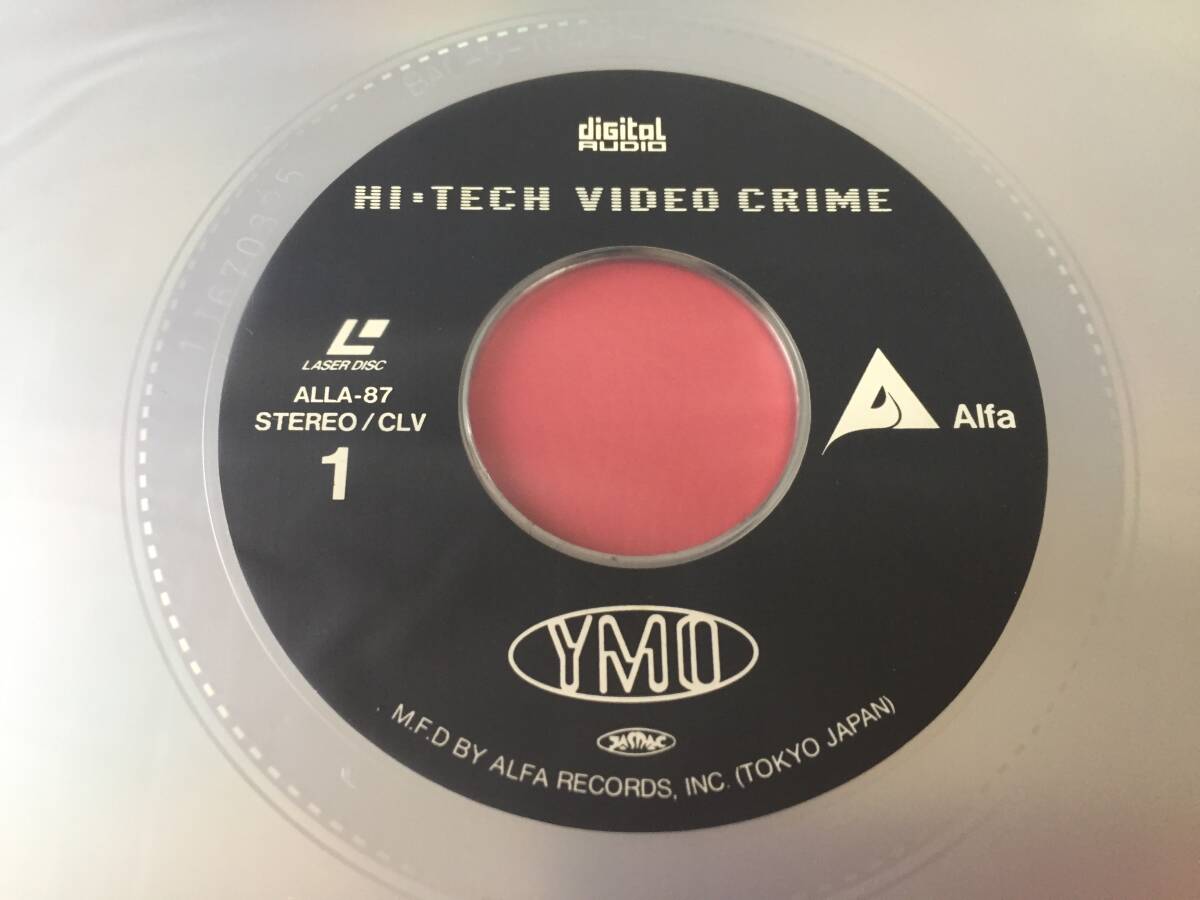 digital
AUDIO
HI-TECH VIDEO CRIME
LASER DISC
ALLA-87
STEREO/CLV
1
Alfa
YMO
JASRAC
M.F.D BY ALFA RECORDS, INC. (TOKYO JAPAN)